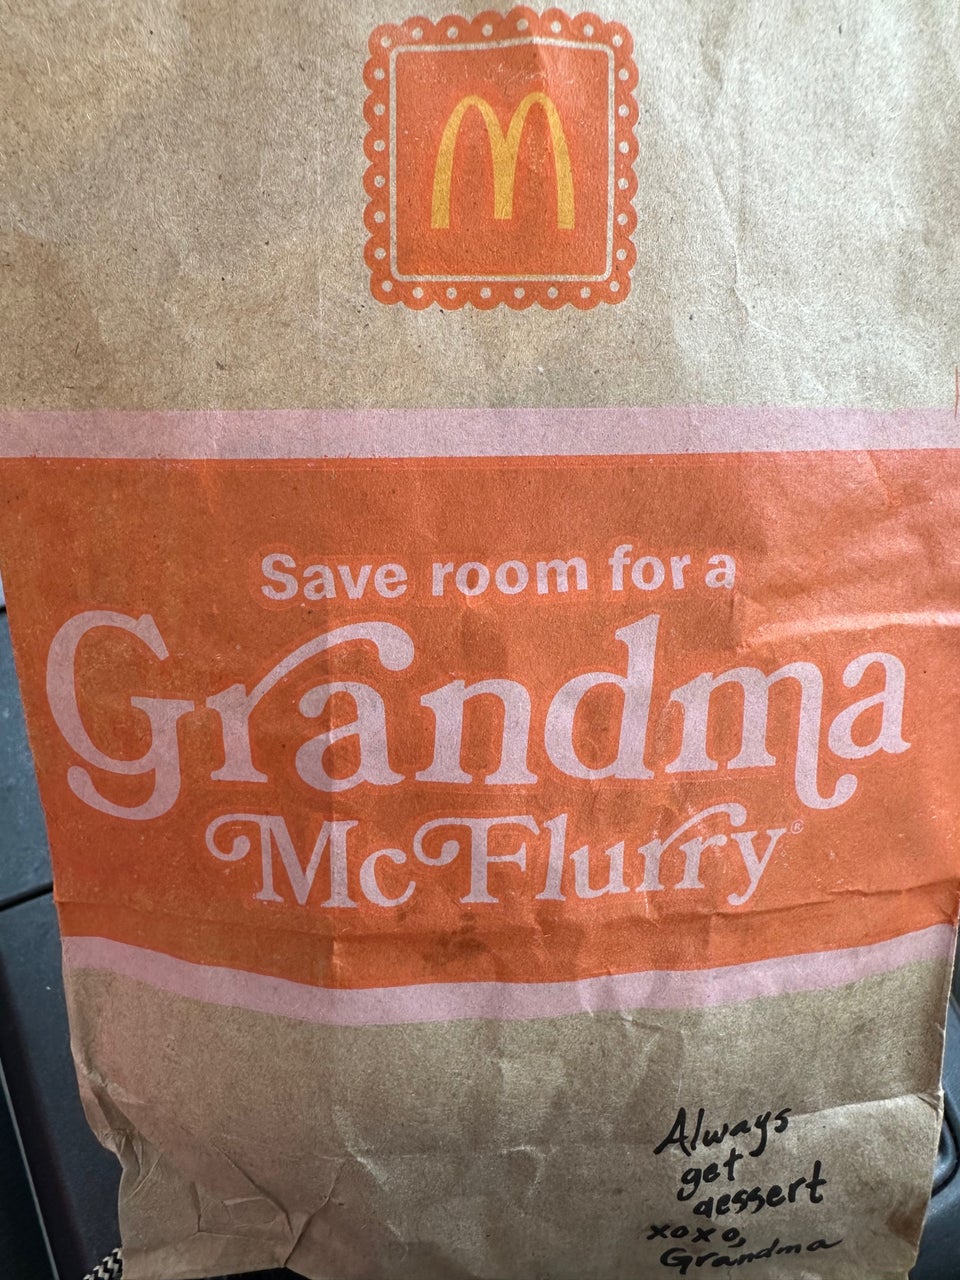 M
Save room for a
Grandma
McFlurry®
Always
get
dessert
xoxo,
Grandma